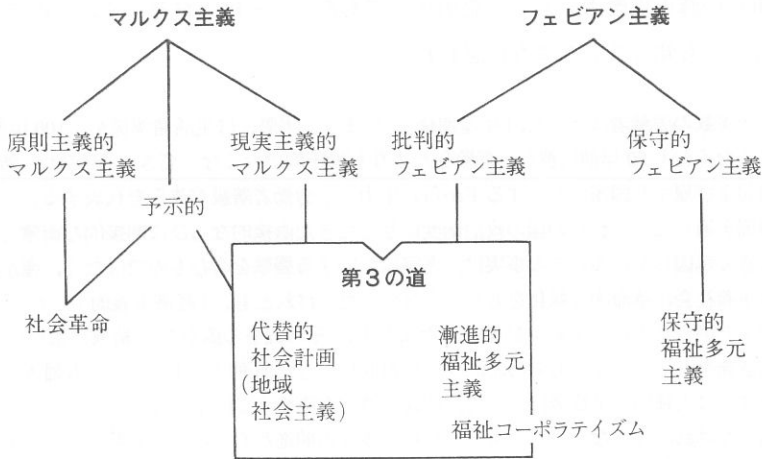 マルクス主義
フェビアン主義
原則主義的
マルクス主義
現実主義的
マルクス主義
批判的
フェビアン主義
保守的
フェビアン主義
予示的
第3の道
社会革命
代替的
社会計画
(地域
社会主義)
漸進的
福祉多元
主義
保守的
福祉多元
主義
福祉コーポラテイズム